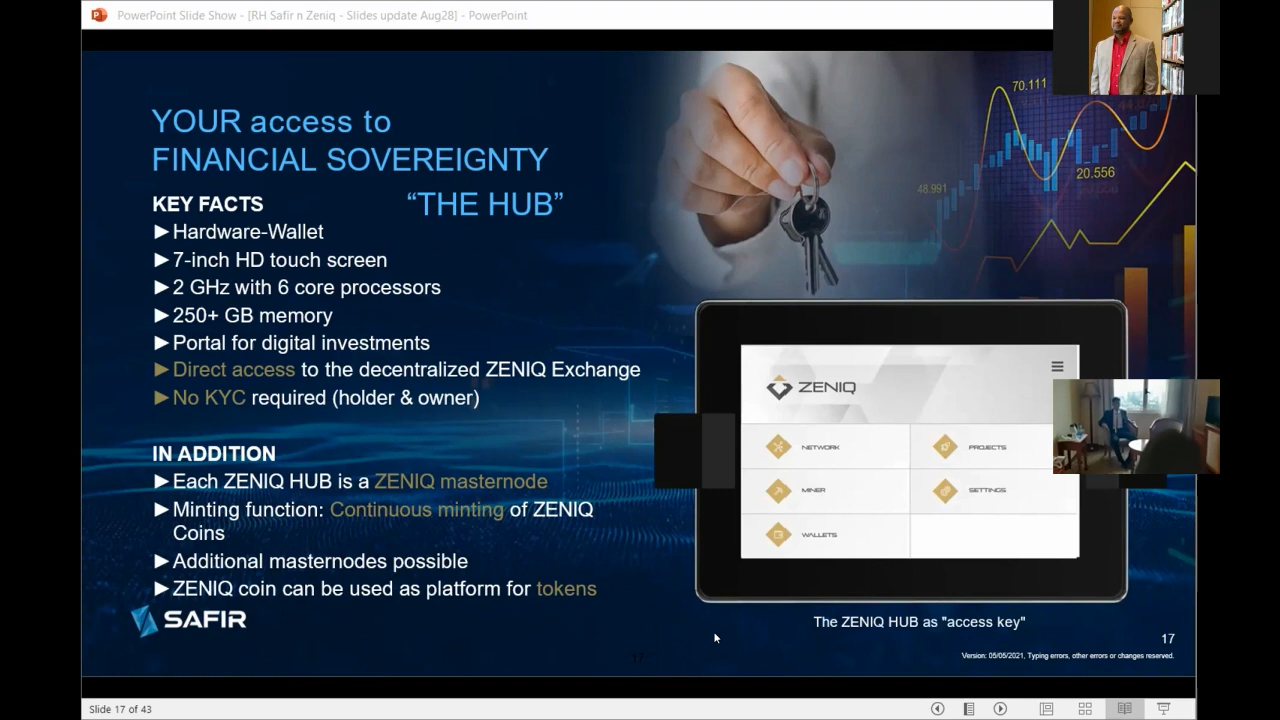 PowerPoint Slide Show - [RH Safir n Zeniq - Slides update Aug28] - PowerPoint
YOUR access to
FINANCIAL SOVEREIGNTY
“THE HUB”
KEY FACTS
►Hardware-Wallet
►7-inch HD touch screen
►2 GHz with 6 core processors
►250+ GB memory
►Portal for digital investments
►Direct access to the decentralized ZENIQ Exchange
►No KYC required (holder & owner)
IN ADDITION
►Each ZENIQ HUB is a ZENIQ masternode
►Minting function: Continuous minting of ZENIQ
Coins
►Additional masternodes possible
►ZENIQ coin can be used as platform for tokens
SAFIR
70.111
20.556
48.991
ZENIQ
NETWORK
PROJECTS
MINER
SETTINGS
WALLETS
The ZENIQ HUB as "access key"
17
17
Version: 05/05/2021, Typing errors, other errors or changes reserved.
Slide 17 of 43